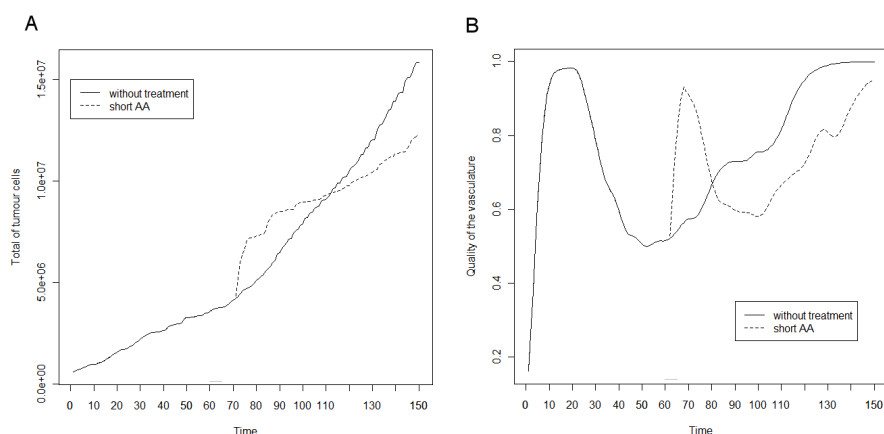 A
Total of tumour cells
1.5e+07
1.0e+07
5.0e+06
0.0e+00
without treatment
short AA
0 10 20 30 40 50 60 70 80 90 100 110 130 150
Time
B
Quality of the vasculature
1.0
0.8
0.6
0.4
0.2
without treatment
short AA
0 10 20 30 40 50 60 70 80 90 100 110 130 150
Time